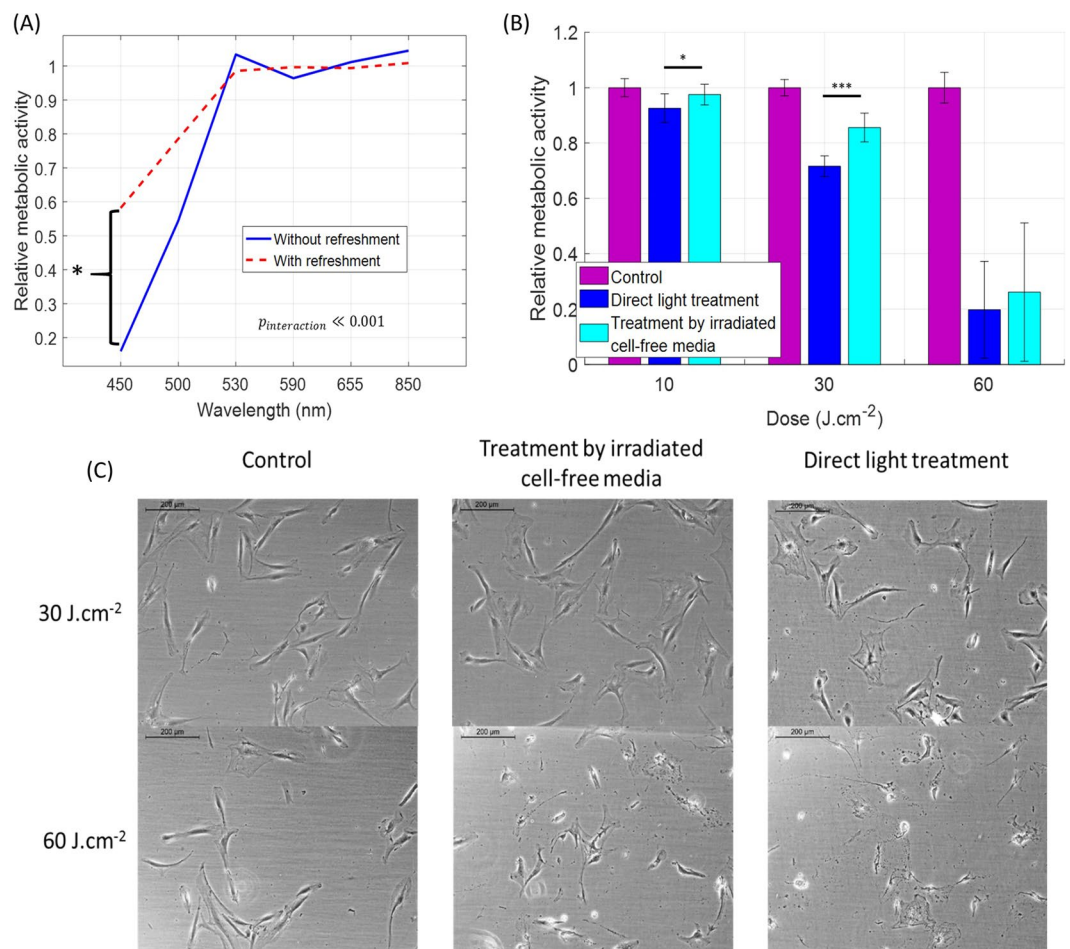 (A)
Relative metabolic activity
1
0.9
0.8
0.7
0.6
0.5
0.4
0.3
0.2
*
Without refreshment
With refreshment
p_interaction ≪ 0.001
450 500 530 590 655 850
Wavelength (nm)
(B)
Relative metabolic activity
1.2
1
0.8
0.6
0.4
0.2
0
*
***
Control
Direct light treatment
Treatment by irradiated
cell-free media
10 30 60
Dose (J.cm-2)
(C)
Control
Treatment by irradiated
cell-free media
Direct light treatment
30 J.cm-2
200 µm
200 µm
200 µm
60 J.cm-2
200 µm
200 µm
200 µm